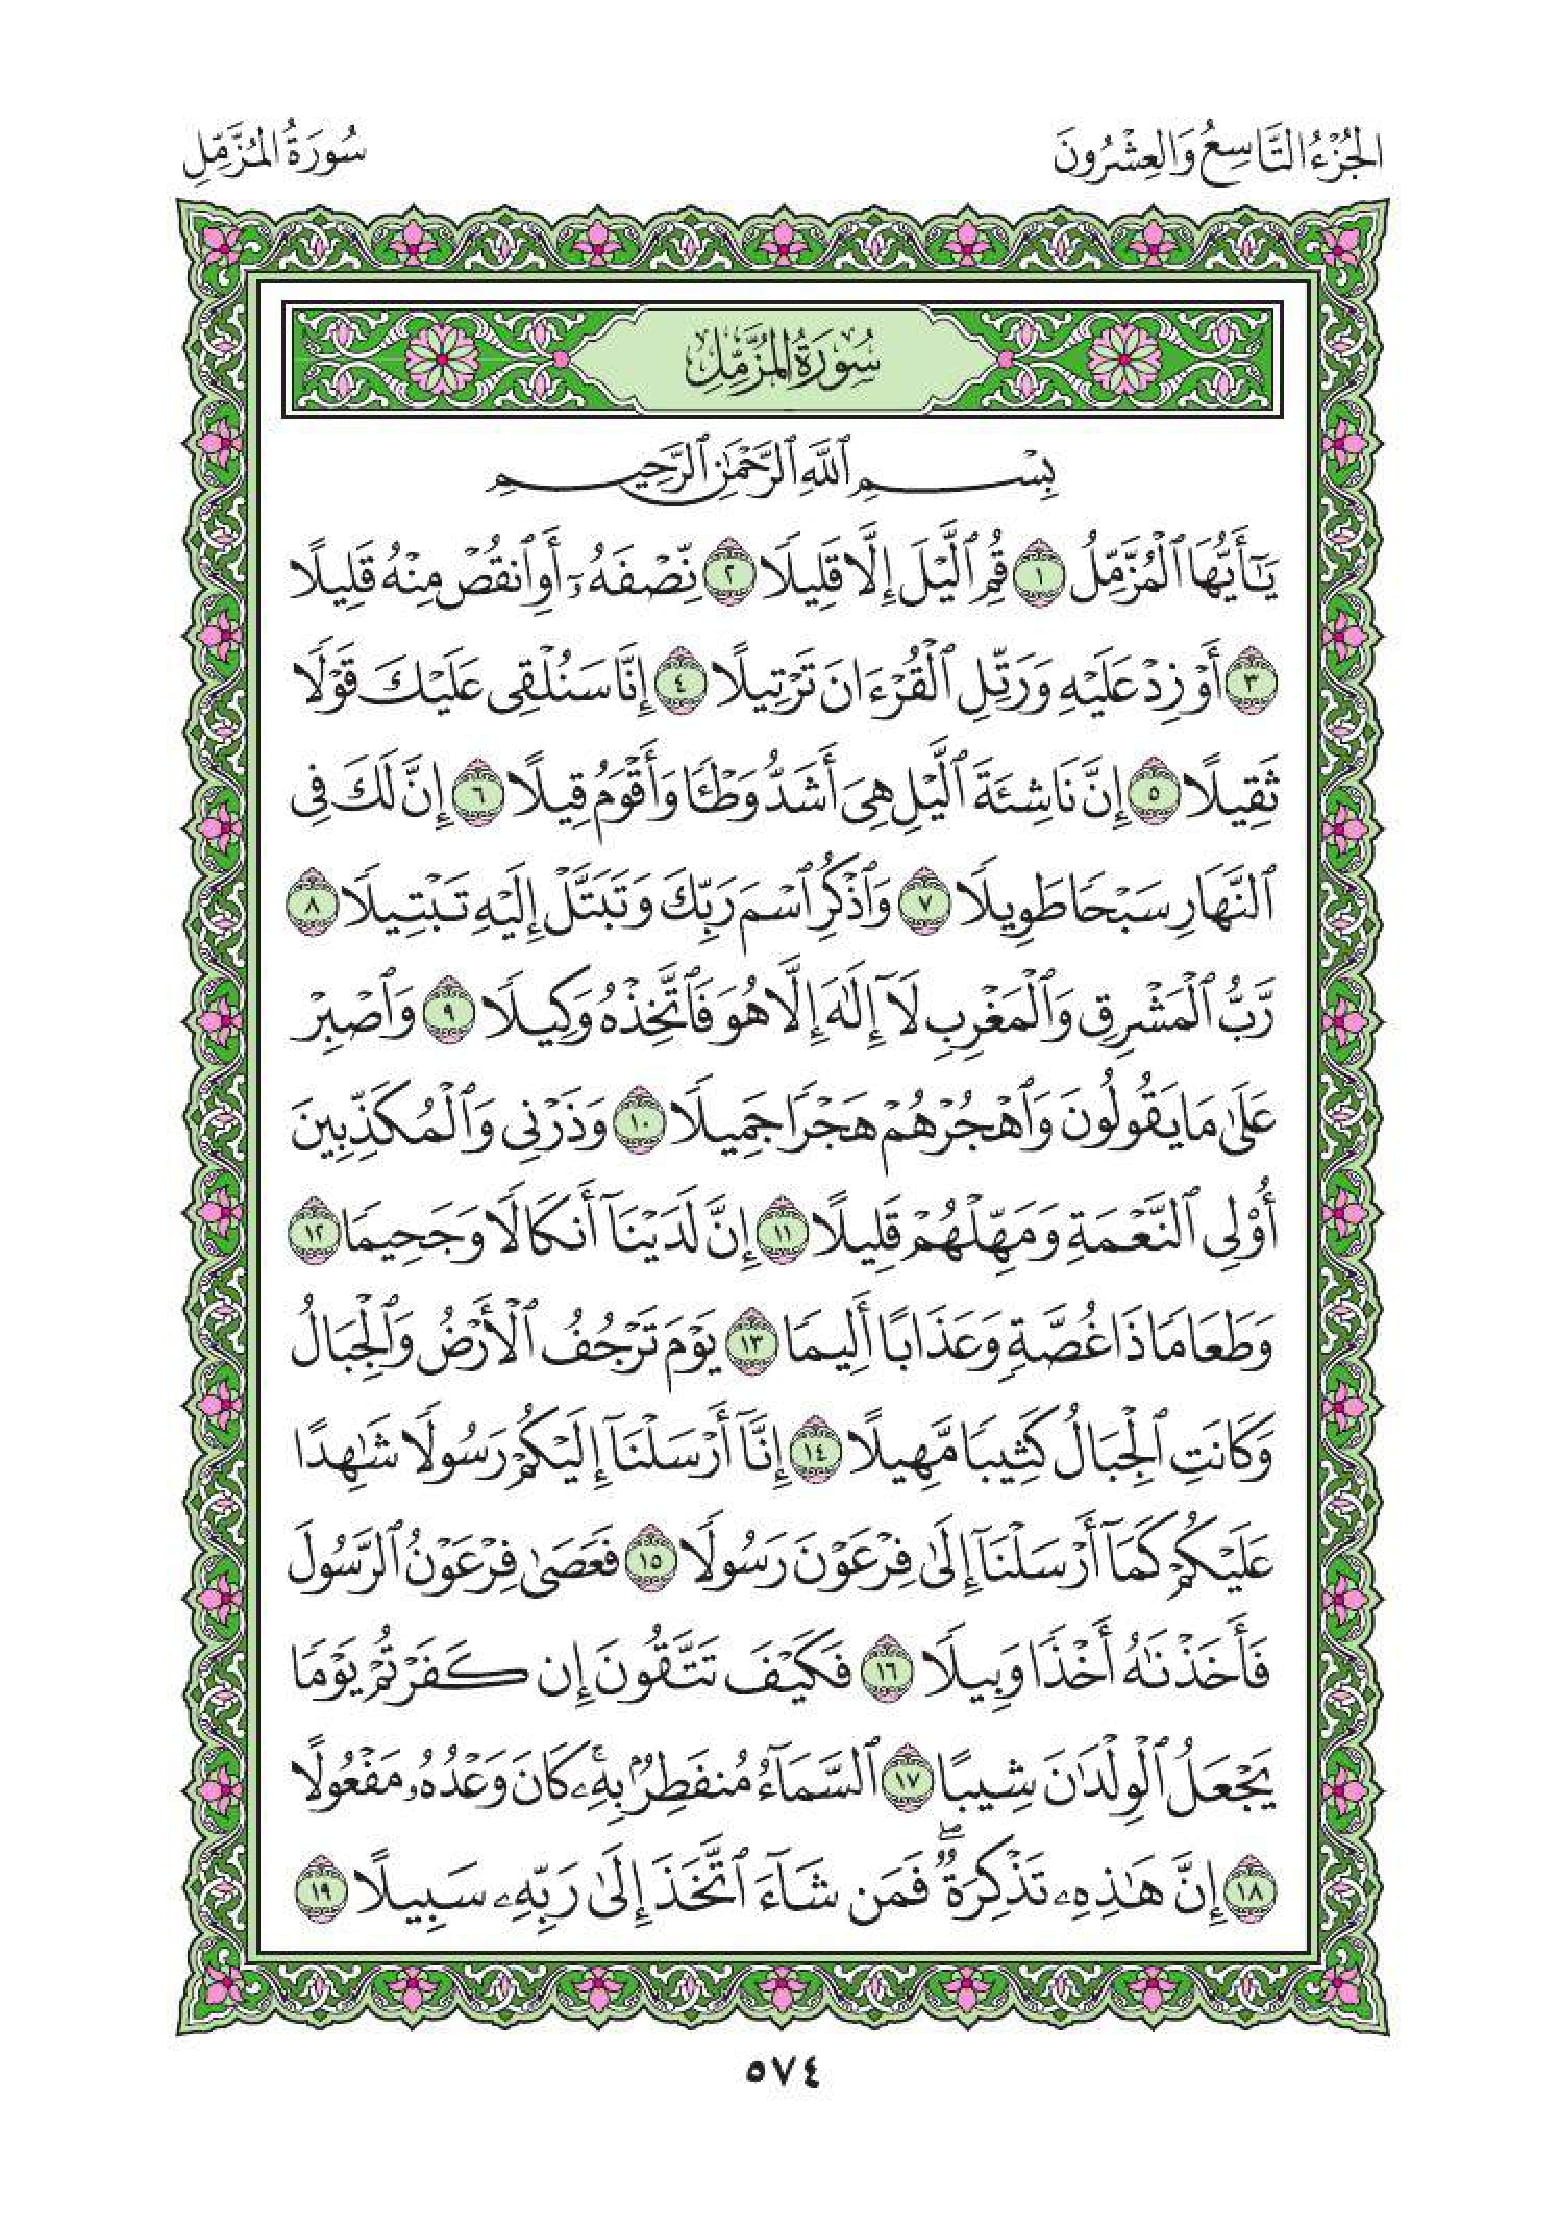 الجُزْءُ التَّاسِعُ وَالعِشْرُونَ
سُورَةُ المُزَّمِّلِ
سُورَةُ المُزَّمِّلِ
بِسْمِ ٱللَّهِ ٱلرَّحْمَٰنِ ٱلرَّحِيمِ
يَٰٓأَيُّهَا ٱلْمُزَّمِّلُ ١ قُمِ ٱلَّيْلَ إِلَّا قَلِيلًا ٢ نِّصْفَهُۥٓ أَوِ ٱنقُصْ مِنْهُ قَلِيلًا
٣ أَوْ زِدْ عَلَيْهِ وَرَتِّلِ ٱلْقُرْءَانَ تَرْتِيلًا ٤ إِنَّا سَنُلْقِى عَلَيْكَ قَوْلًا
ثَقِيلًا ٥ إِنَّ نَاشِئَةَ ٱلَّيْلِ هِىَ أَشَدُّ وَطْـًٔا وَأَقْوَمُ قِيلًا ٦ إِنَّ لَكَ فِى
ٱلنَّهَارِ سَبْحًا طَوِيلًا ٧ وَٱذْكُرِ ٱسْمَ رَبِّكَ وَتَبَتَّلْ إِلَيْهِ تَبْتِيلًا ٨
رَّبُّ ٱلْمَشْرِقِ وَٱلْمَغْرِبِ لَآ إِلَٰهَ إِلَّا هُوَ فَٱتَّخِذْهُ وَكِيلًا ٩ وَٱصْبِرْ
عَلَىٰ مَا يَقُولُونَ وَٱهْجُرْهُمْ هَجْرًا جَمِيلًا ١٠ وَذَرْنِى وَٱلْمُكَذِّبِينَ
أُوْلِى ٱلنَّعْمَةِ وَمَهِّلْهُمْ قَلِيلًا ١١ إِنَّ لَدَيْنَآ أَنكَالًا وَجَحِيمًا ١٢
وَطَعَامًا ذَا غُصَّةٍ وَعَذَابًا أَلِيمًا ١٣ يَوْمَ تَرْجُفُ ٱلْأَرْضُ وَٱلْجِبَالُ
وَكَانَتِ ٱلْجِبَالُ كَثِيبًا مَّهِيلًا ١٤ إِنَّآ أَرْسَلْنَآ إِلَيْكُمْ رَسُولًا شَٰهِدًا
عَلَيْكُمْ كَمَآ أَرْسَلْنَآ إِلَىٰ فِرْعَوْنَ رَسُولًا ١٥ فَعَصَىٰ فِرْعَوْنُ ٱلرَّسُولَ
فَأَخَذْنَٰهُ أَخْذًا وَبِيلًا ١٦ فَكَيْفَ تَتَّقُونَ إِن كَفَرْتُمْ يَوْمًا
يَجْعَلُ ٱلْوِلْدَٰنَ شِيبًا ١٧ ٱلسَّمَآءُ مُنفَطِرٌۢ بِهِۦۚ كَانَ وَعْدُهُۥ مَفْعُولًا
١٨ إِنَّ هَٰذِهِۦ تَذْكِرَةٌۖ فَمَن شَآءَ ٱتَّخَذَ إِلَىٰ رَبِّهِۦ سَبِيلًا ١٩
٥٧٤